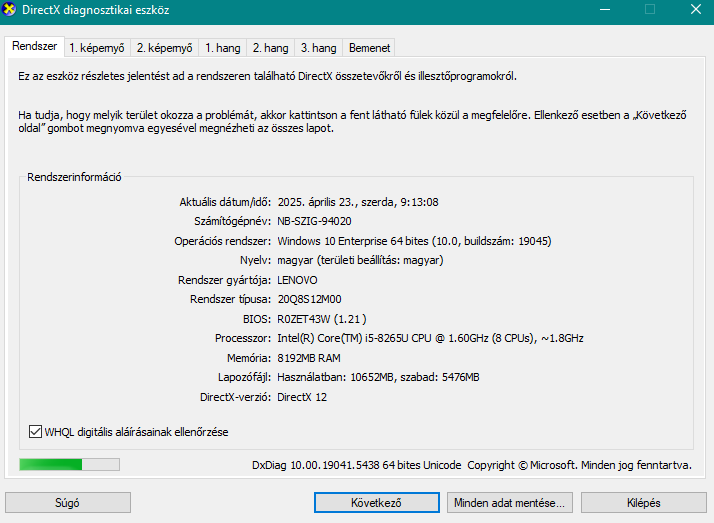 DirectX diagnosztikai eszköz
Rendszer 1. képernyő 2. képernyő 1. hang 2. hang 3. hang Bemenet
Ez az eszköz részletes jelentést ad a rendszeren található DirectX összetevőkről és illesztőprogramokról.
Ha tudja, hogy melyik terület okozza a problémát, akkor kattintson a fent látható fülek közül a megfelelőre. Ellenkező esetben a „Következő
oldal” gombot megnyomva egyesével megnézheti az összes lapot.
Rendszerinformáció
Aktuális dátum/idő: 2025. április 23., szerda, 9:13:08
Számítógépnév: NB-SZIG-94020
Operációs rendszer: Windows 10 Enterprise 64 bites (10.0, buildszám: 19045)
Nyelv: magyar (területi beállítás: magyar)
Rendszer gyártója: LENOVO
Rendszer típusa: 20Q8S12M00
BIOS: R0ZET43W (1.21 )
Processzor: Intel(R) Core(TM) i5-8265U CPU @ 1.60GHz (8 CPUs), ~1.8GHz
Memória: 8192MB RAM
Lapozófájl: Használatban: 10652MB, szabad: 5476MB
DirectX-verzió: DirectX 12
WHQL digitális aláírásainak ellenőrzése
DxDiag 10.00.19041.5438 64 bites Unicode Copyright © Microsoft. Minden jog fenntartva.
Súgó Következő Minden adat mentése... Kilépés